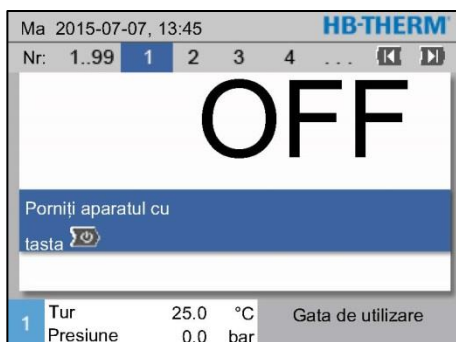 Ma 2015-07-07, 13:45 HB-THERM®
Nr: 1..99 1 2 3 4 ...
OFF
Porniți aparatul cu
tasta
1 Tur 25.0 °C Gata de utilizare
Presiune 0.0 bar